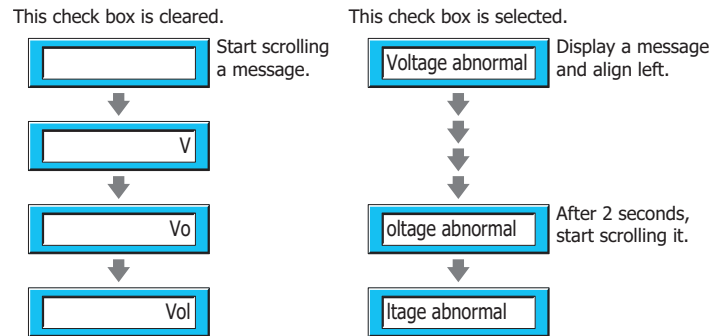 This check box is cleared.
Start scrolling
a message.
V
Vo
Vol
This check box is selected.
Voltage abnormal
Display a message
and align left.
oltage abnormal
After 2 seconds,
start scrolling it.
ltage abnormal